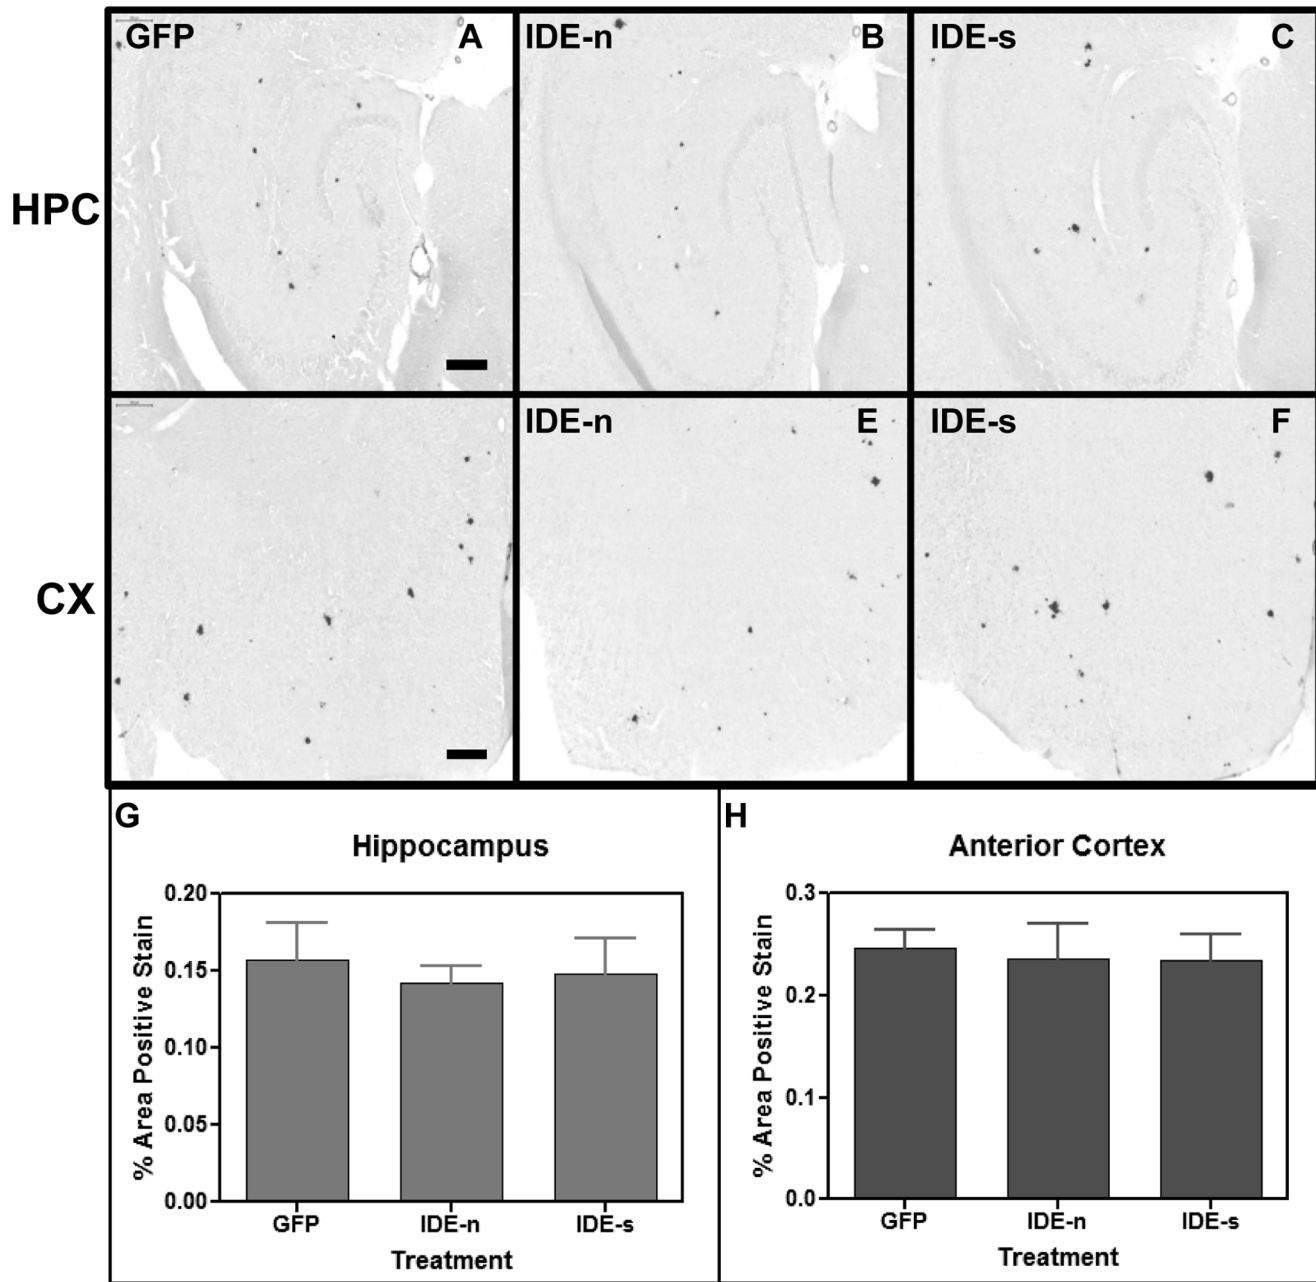 GFP A
IDE-n B
IDE-s C
HPC
IDE-n E
IDE-s F
CX
G
Hippocampus
% Area Positive Stain
0.20
0.15
0.10
0.05
0.00
GFP IDE-n IDE-s
Treatment
H
Anterior Cortex
% Area Positive Stain
0.3
0.2
0.1
0.0
GFP IDE-n IDE-s
Treatment